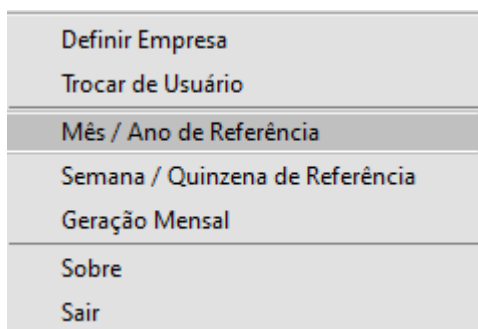 Definir Empresa
Trocar de Usuário
Mês / Ano de Referência
Semana / Quinzena de Referência
Geração Mensal
Sobre
Sair